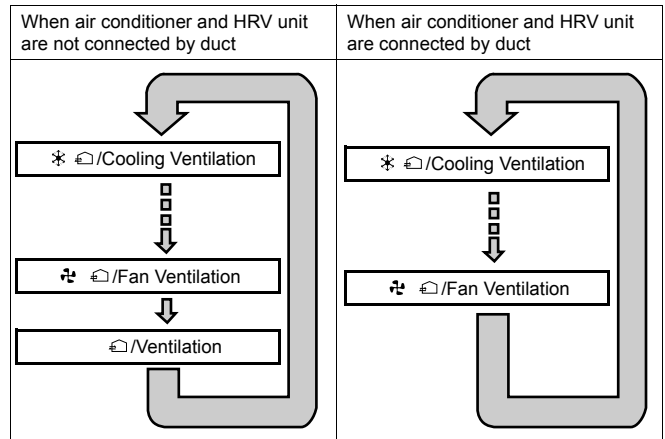 When air conditioner and HRV unit
are not connected by duct
When air conditioner and HRV unit
are connected by duct
/Cooling Ventilation
/Fan Ventilation
/Ventilation
/Cooling Ventilation
/Fan Ventilation